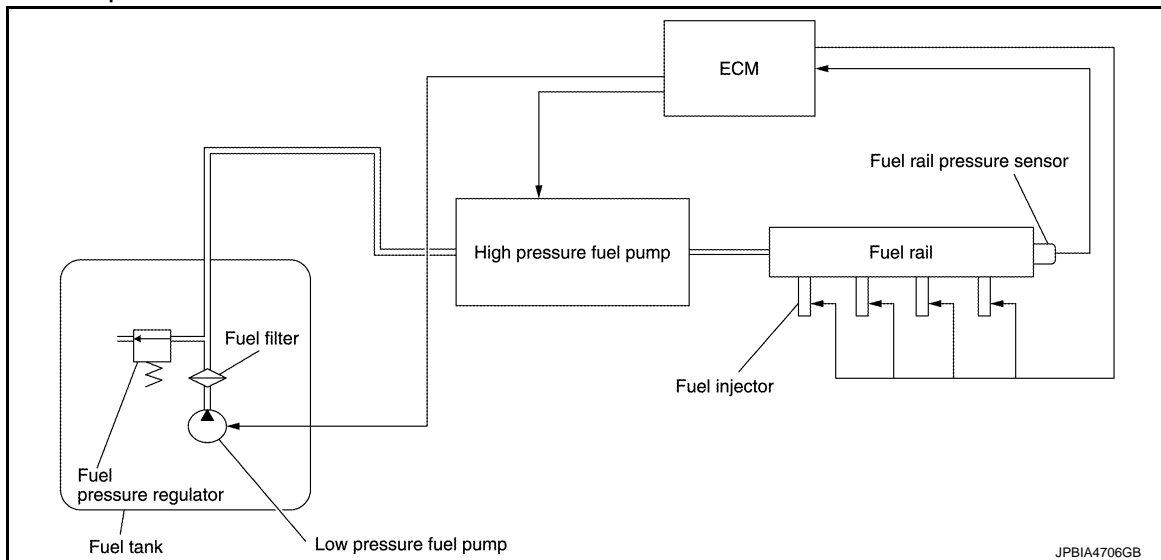 ECM
Fuel rail pressure sensor
High pressure fuel pump
Fuel rail
Fuel filter
Fuel injector
Fuel
pressure regulator
Fuel tank
Low pressure fuel pump
JPBIA4706GB